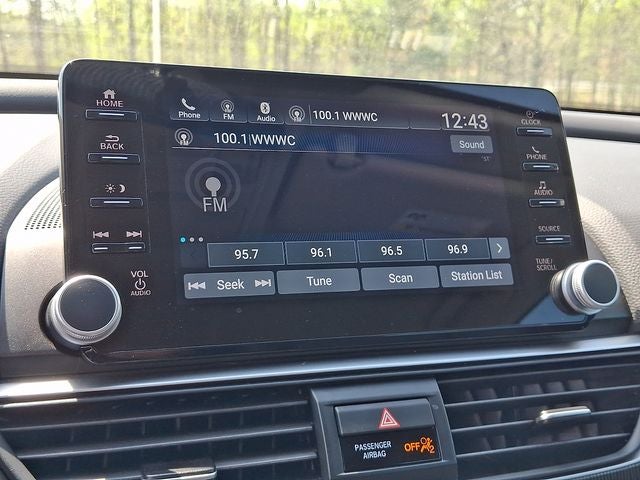 HOME
BACK
VOL
AUDIO
Phone
FM
Audio
100.1 WWWC
12:43
100.1 WWWC
Sound
ST
FM
95.7
96.1
96.5
96.9
Seek
Tune
Scan
Station List
CLOCK
PHONE
AUDIO
SOURCE
TUNE/
SCROLL
PASSENGER
AIRBAG
OFF
2